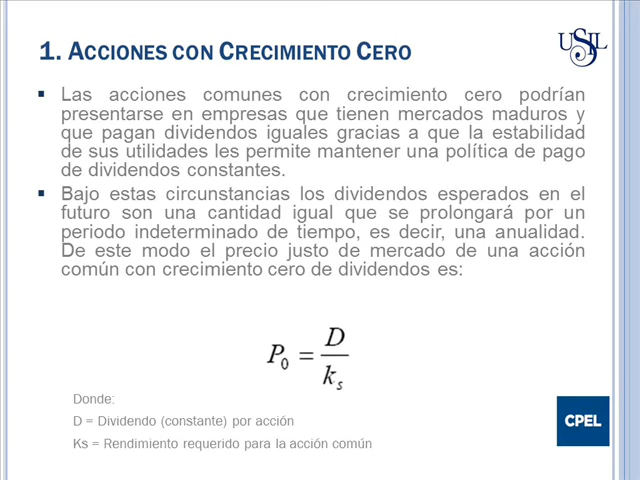 1. ACCIONES CON CRECIMIENTO CERO
USIL
Las acciones comunes con crecimiento cero podrían
presentarse en empresas que tienen mercados maduros y
que pagan dividendos iguales gracias a que la estabilidad
de sus utilidades les permite mantener una política de pago
de dividendos constantes.
Bajo estas circunstancias los dividendos esperados en el
futuro son una cantidad igual que se prolongará por un
periodo indeterminado de tiempo, es decir, una anualidad.
De este modo el precio justo de mercado de una acción
común con crecimiento cero de dividendos es:
P₀ = D / kₛ
Donde:
D = Dividendo (constante) por acción
Ks = Rendimiento requerido para la acción común
CPEL